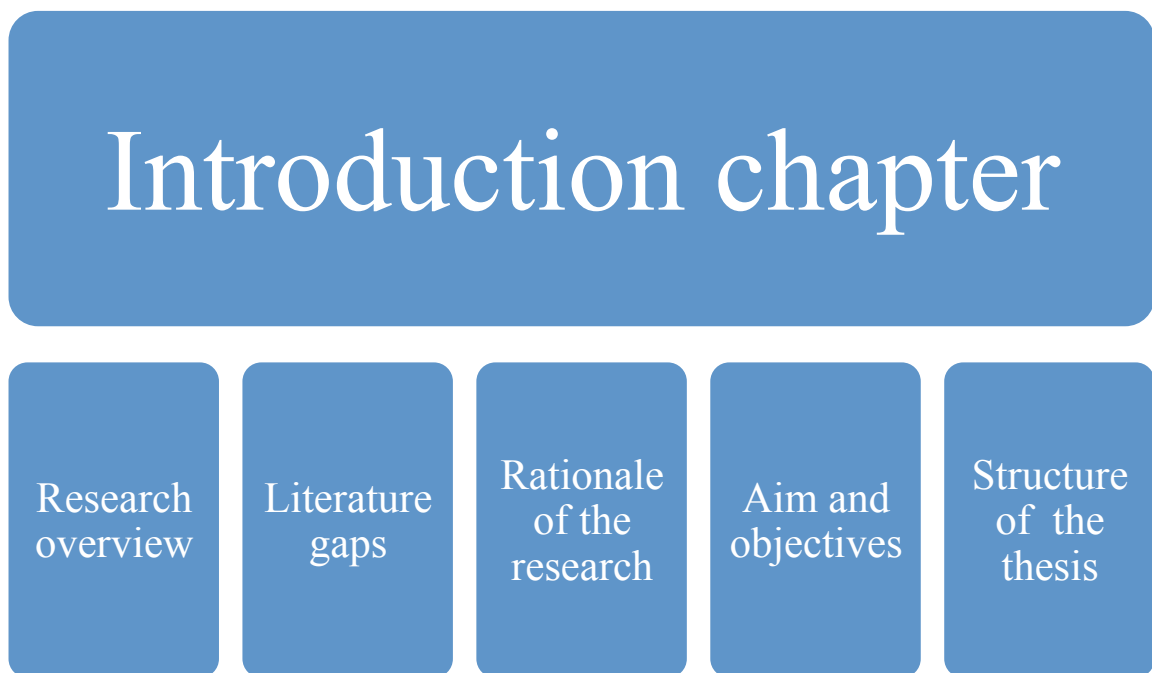 Introduction chapter
Research
overview
Literature
gaps
Rationale
of the
research
Aim and
objectives
Structure
of  the
thesis